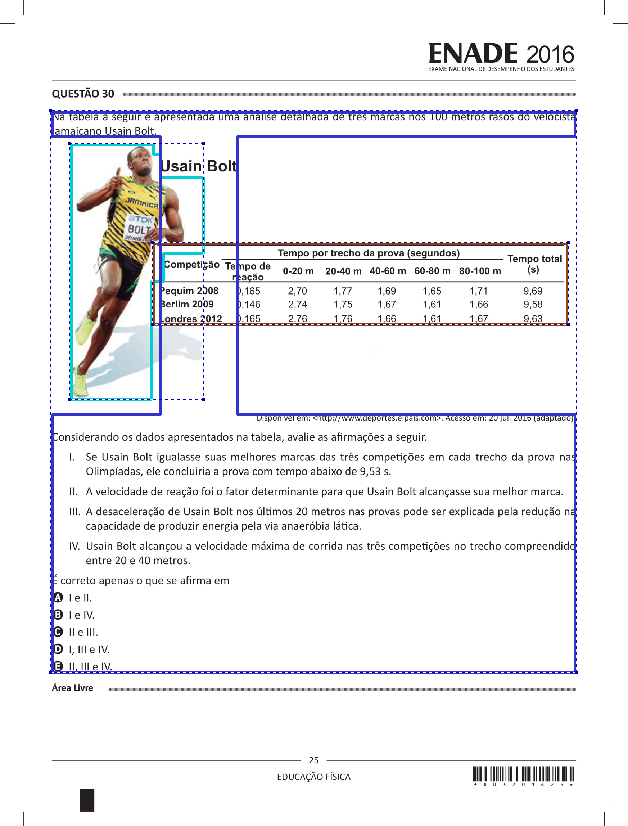 ENADE 2016
EXAME NACIONAL DE DESEMPENHO DOS ESTUDANTES
QUESTÃO 30
Na tabela a seguir é apresentada uma análise detalhada de três marcas nos 100 metros rasos do velocista
jamaicano Usain Bolt.
Usain Bolt
JAMAICA
BOLT
Tempo por trecho da prova (segundos)
Competição Tempo de reação 0-20 m 20-40 m 40-60 m 60-80 m 80-100 m Tempo total (s)
Pequim 2008 0,165 2,70 1,77 1,69 1,65 1,71 9,69
Berlim 2009 0,146 2,74 1,75 1,67 1,61 1,66 9,58
Londres 2012 0,165 2,76 1,76 1,66 1,61 1,67 9,63
Disponível em: <http://www.deportes.elpais.com>. Acesso em: 20 jul. 2016 (adaptado).
Considerando os dados apresentados na tabela, avalie as afirmações a seguir.
I. Se Usain Bolt igualasse suas melhores marcas das três competições em cada trecho da prova nas
Olimpíadas, ele concluiria a prova com tempo abaixo de 9,53 s.
II. A velocidade de reação foi o fator determinante para que Usain Bolt alcançasse sua melhor marca.
III. A desaceleração de Usain Bolt nos últimos 20 metros nas provas pode ser explicada pela redução na
capacidade de produzir energia pela via anaeróbia lática.
IV. Usain Bolt alcançou a velocidade máxima de corrida nas três competições no trecho compreendido
entre 20 e 40 metros.
É correto apenas o que se afirma em
A I e II.
B I e IV.
C II e III.
D I, III e IV.
E II, III e IV.
Área Livre
25
EDUCAÇÃO FÍSICA